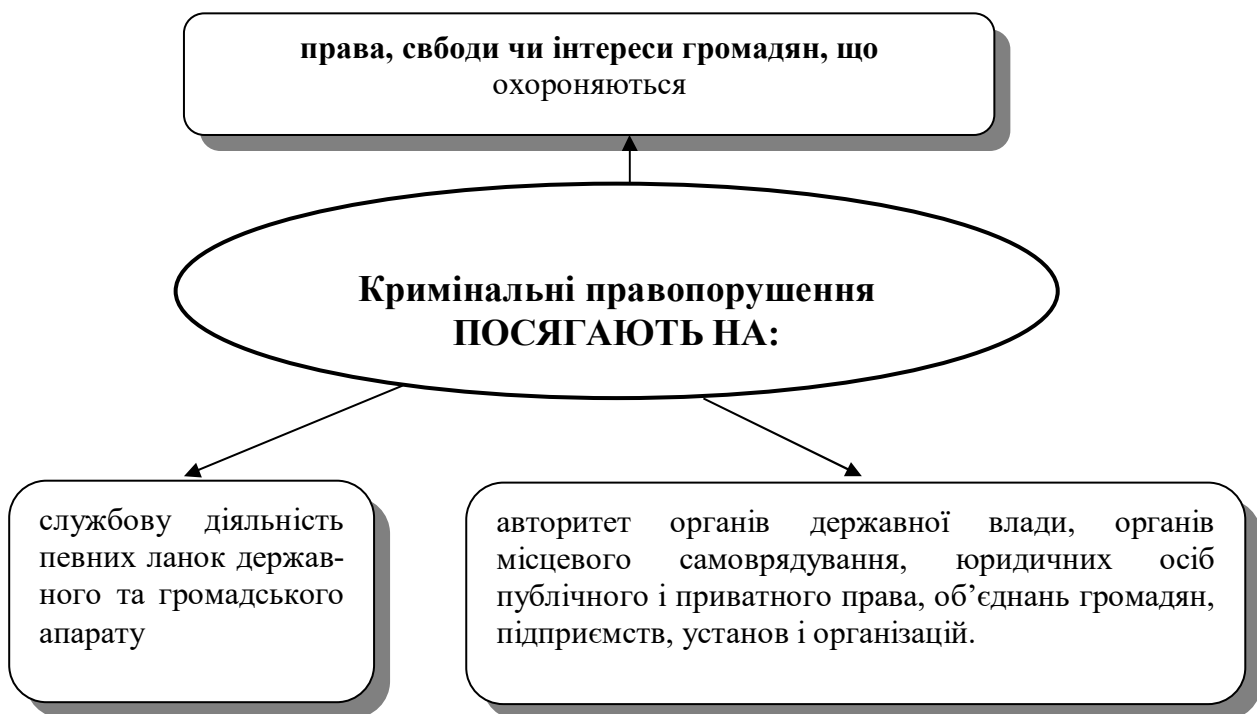 права, свбоди чи інтереси громадян, що
охороняються
Кримінальні правопорушення
ПОСЯГАЮТЬ НА:
службову діяльність
певних ланок держав-
ного та громадського
апарату
авторитет органів державної влади, органів
місцевого самоврядування, юридичних осіб
публічного і приватного права, об’єднань громадян,
підприємств, установ і організацій.